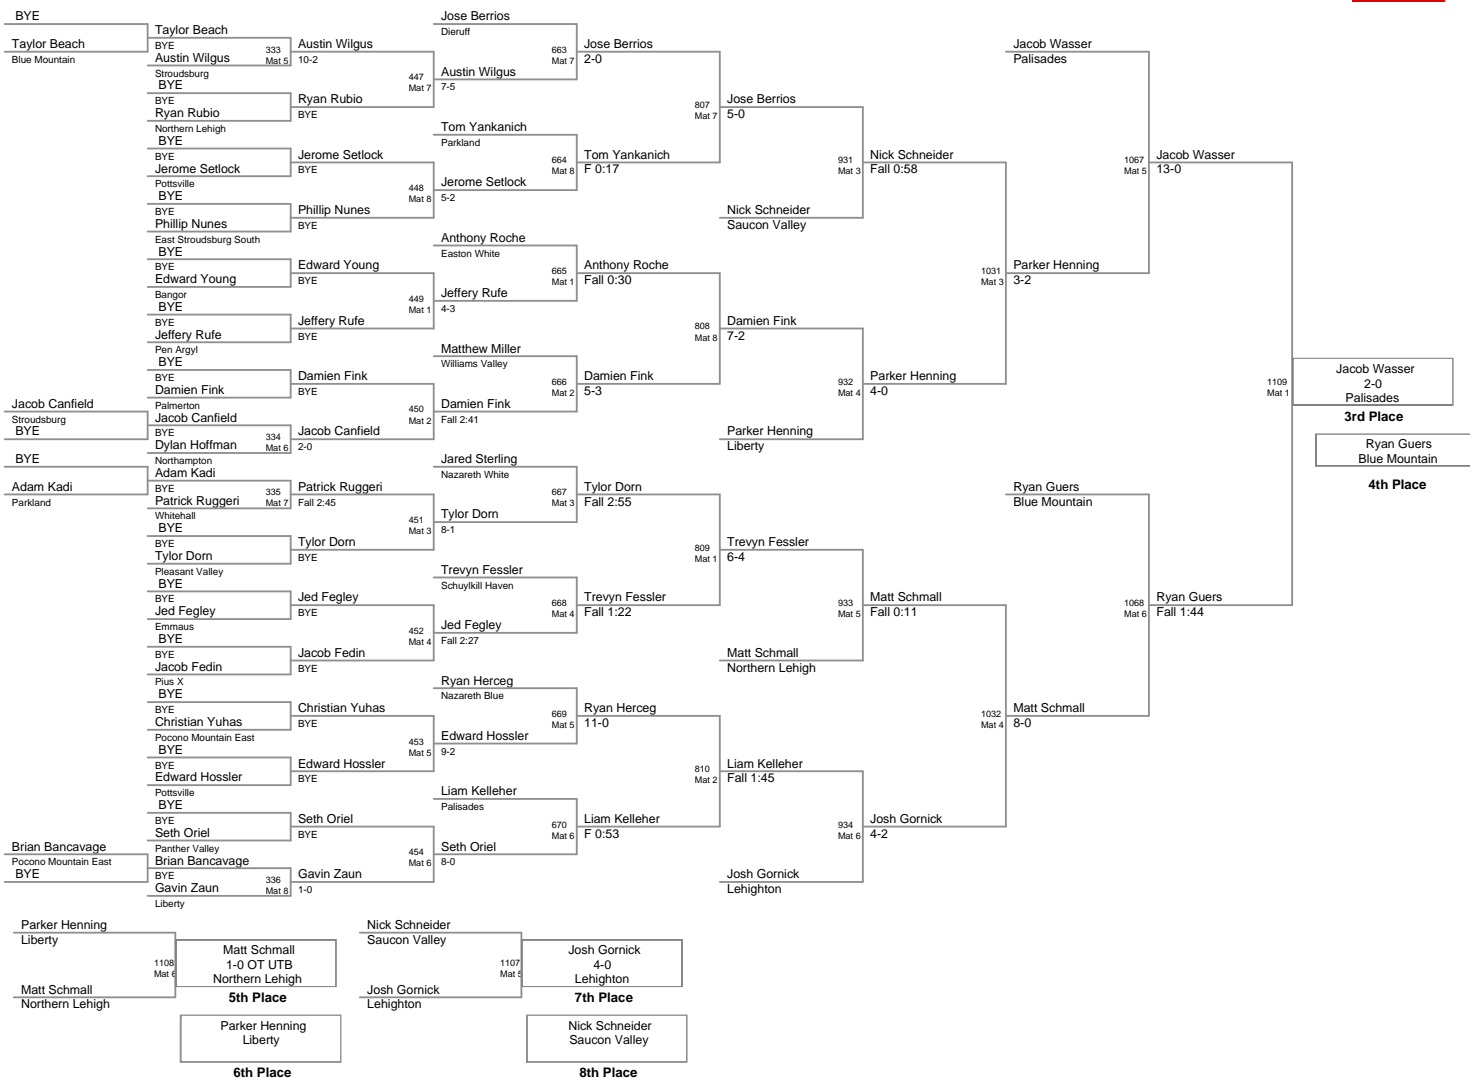 BYE
Taylor Beach
Blue Mountain
Taylor Beach
BYE
Austin Wilgus
333
Mat 5
Stroudsburg
BYE
BYE
Ryan Rubio
Northern Lehigh
BYE
BYE
Jerome Setlock
Pottsville
BYE
BYE
Phillip Nunes
East Stroudsburg South
BYE
BYE
Edward Young
Bangor
BYE
BYE
Jeffery Rufe
Pen Argyl
BYE
BYE
Damien Fink
Palmerton
Jacob Canfield
Stroudsburg
BYE
Jacob Canfield
BYE
Dylan Hoffman
334
Mat 6
Northampton
BYE
Adam Kadi
Parkland
Adam Kadi
BYE
Patrick Ruggeri
335
Mat 7
Whitehall
BYE
BYE
Tylor Dorn
Pleasant Valley
BYE
BYE
Jed Fegley
Emmaus
BYE
BYE
Jacob Fedin
Pius X
BYE
BYE
Christian Yuhas
Pocono Mountain East
BYE
BYE
Edward Hossler
Pottsville
BYE
BYE
Seth Oriel
Panther Valley
Brian Bancavage
Pocono Mountain East
BYE
Brian Bancavage
BYE
Gavin Zaun
336
Mat 8
Liberty
Austin Wilgus
10-2
447
Mat 7
Ryan Rubio
BYE
Jerome Setlock
BYE
448
Mat 8
Phillip Nunes
BYE
Edward Young
BYE
449
Mat 1
Jeffery Rufe
BYE
Damien Fink
BYE
450
Mat 2
Jacob Canfield
2-0
Patrick Ruggeri
Fall 2:45
451
Mat 3
Tylor Dorn
BYE
Jed Fegley
BYE
452
Mat 4
Jacob Fedin
BYE
Christian Yuhas
BYE
453
Mat 5
Edward Hossler
BYE
Seth Oriel
BYE
454
Mat 6
Gavin Zaun
1-0
Jose Berrios
Dieruff
663
Mat 7
Austin Wilgus
7-5
Tom Yankanich
Parkland
664
Mat 8
Jerome Setlock
5-2
Anthony Roche
Easton White
665
Mat 1
Jeffery Rufe
4-3
Matthew Miller
Williams Valley
666
Mat 2
Damien Fink
Fall 2:41
Jared Sterling
Nazareth White
667
Mat 3
Tylor Dorn
8-1
Trevyn Fessler
Schuylkill Haven
668
Mat 4
Jed Fegley
Fall 2:27
Ryan Herceg
Nazareth Blue
669
Mat 5
Edward Hossler
9-2
Liam Kelleher
Palisades
670
Mat 6
Seth Oriel
8-0
Jose Berrios
2-0
807
Mat 7
Tom Yankanich
F 0:17
Anthony Roche
Fall 0:30
808
Mat 8
Damien Fink
5-3
Tylor Dorn
Fall 2:55
809
Mat 1
Trevyn Fessler
Fall 1:22
Ryan Herceg
11-0
810
Mat 2
Liam Kelleher
F 0:53
Jose Berrios
5-0
931
Mat 3
Nick Schneider
Saucon Valley
Damien Fink
7-2
932
Mat 4
Parker Henning
Liberty
Trevyn Fessler
6-4
933
Mat 5
Matt Schmall
Northern Lehigh
Liam Kelleher
Fall 1:45
934
Mat 6
Josh Gornick
Lehighton
Nick Schneider
Fall 0:58
1031
Mat 3
Parker Henning
4-0
Matt Schmall
Fall 0:11
1032
Mat 4
Josh Gornick
4-2
Jacob Wasser
Palisades
1067
Mat 5
Parker Henning
3-2
Ryan Guers
Blue Mountain
1068
Mat 6
Matt Schmall
8-0
Jacob Wasser
13-0
1109
Mat 1
Ryan Guers
Fall 1:44
Jacob Wasser
2-0
Palisades
3rd Place
Ryan Guers
Blue Mountain
4th Place
Parker Henning
Liberty
1108
Mat 6
Matt Schmall
Northern Lehigh
Matt Schmall
1-0 OT UTB
Northern Lehigh
5th Place
Parker Henning
Liberty
6th Place
Nick Schneider
Saucon Valley
1107
Mat 5
Josh Gornick
Lehighton
Josh Gornick
4-0
Lehighton
7th Place
Nick Schneider
Saucon Valley
8th Place